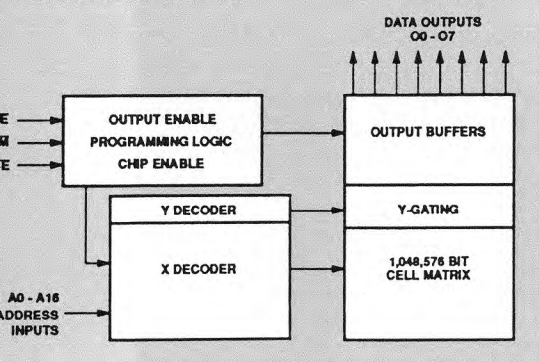 DATA OUTPUTS
O0 - O7
E
OUTPUT ENABLE
M
PROGRAMMING LOGIC
E
CHIP ENABLE
OUTPUT BUFFERS
Y DECODER
Y-GATING
X DECODER
1,048,576 BIT
CELL MATRIX
A0 - A16
ADDRESS
INPUTS